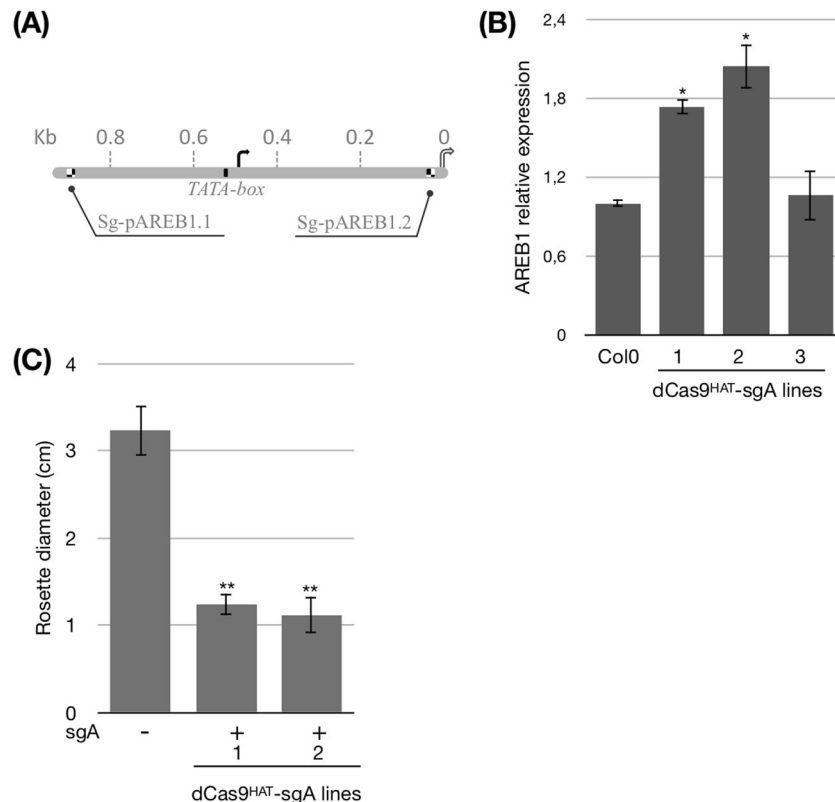 (A)
Kb 0.8 0.6 0.4 0.2 0
TATA-box
Sg-pAREB1.1 Sg-pAREB1.2
(B)
AREB1 relative expression
2,4
1,8
1,2
0,6
0
Col0 1 2 3
dCas9HAT-sgA lines
* *
(C)
Rosette diameter (cm)
4
3
2
1
0
** **
sgA - + +
1 2
dCas9HAT-sgA lines